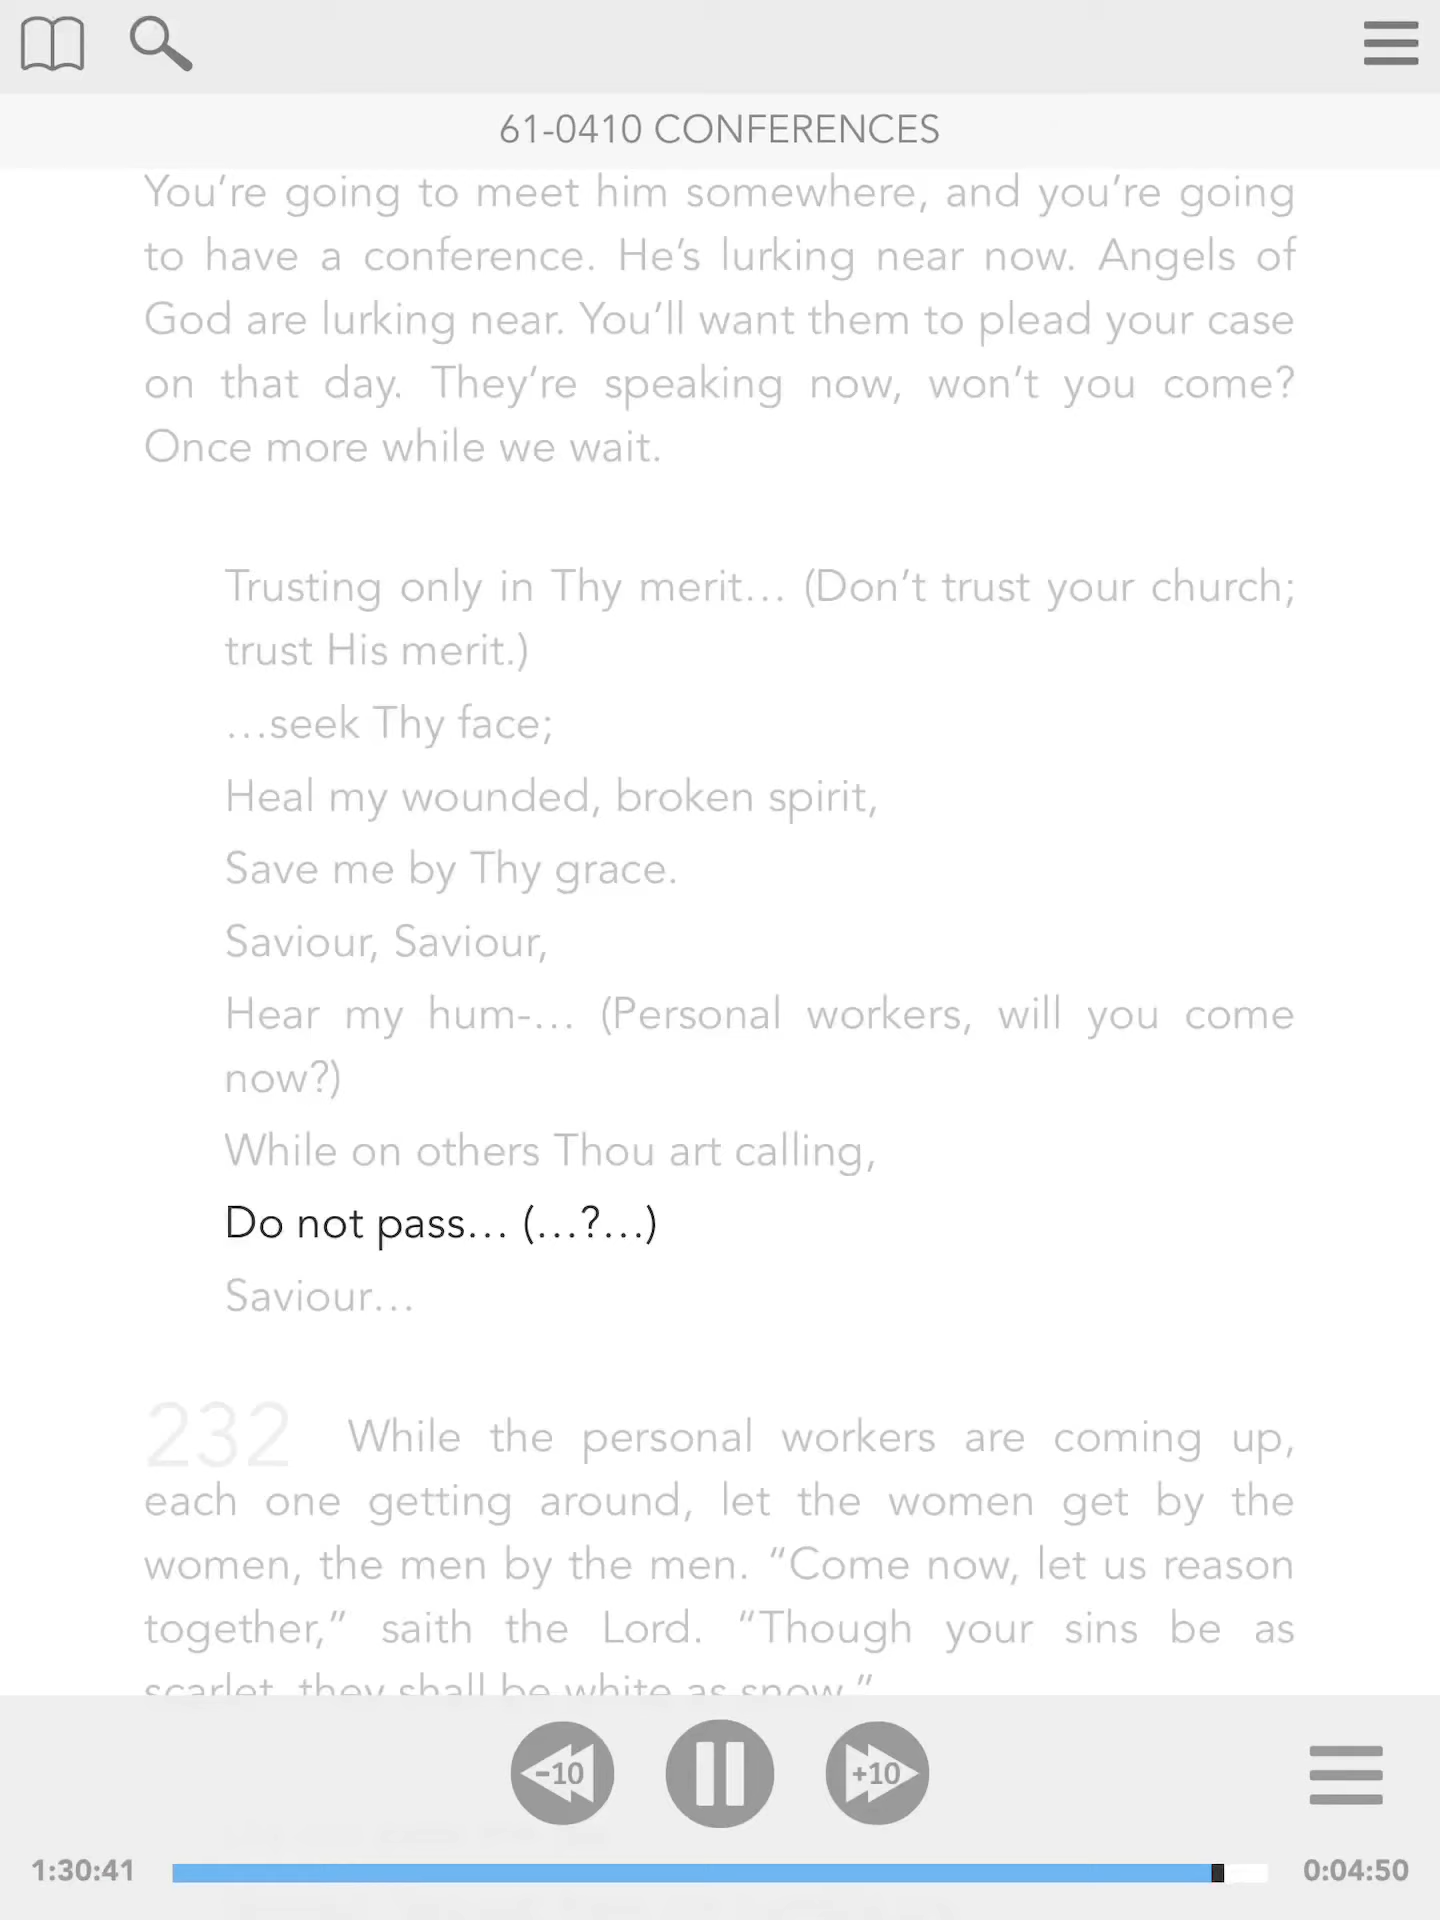 61-0410 CONFERENCES
You’re going to meet him somewhere, and you’re going
to have a conference. He’s lurking near now. Angels of
God are lurking near. You’ll want them to plead your case
on that day. They’re speaking now, won’t you come?
Once more while we wait.
Trusting only in Thy merit… (Don’t trust your church;
trust His merit.)
…seek Thy face;
Heal my wounded, broken spirit,
Save me by Thy grace.
Saviour, Saviour,
Hear my hum-… (Personal workers, will you come
now?)
While on others Thou art calling,
Do not pass… (…?…)
Saviour…
232 While the personal workers are coming up,
each one getting around, let the women get by the
women, the men by the men. “Come now, let us reason
together,” saith the Lord. “Though your sins be as
scarlet, they shall be white as snow.”
-10 +10
1:30:41 0:04:50